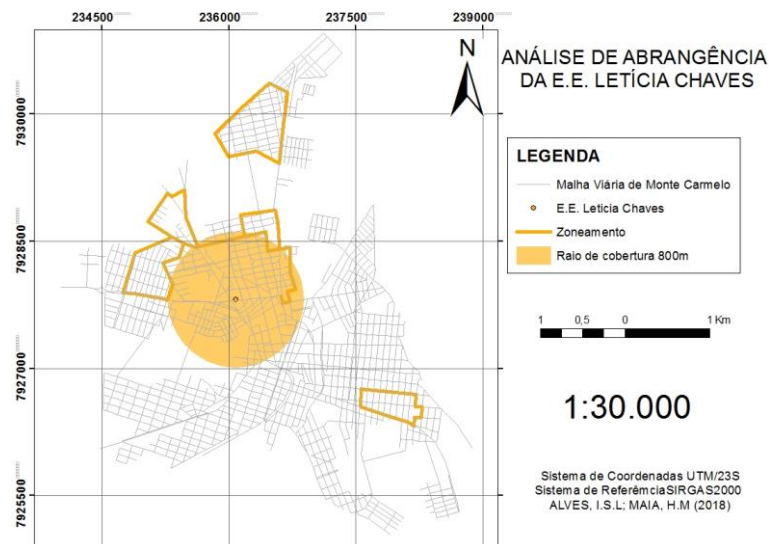 234500 236000 237500 239000
7930000
7928500
7927000
7925500
N
ANÁLISE DE ABRANGÊNCIA
DA E.E. LETÍCIA CHAVES
LEGENDA
Malha Viária de Monte Carmelo
E.E. Leticia Chaves
Zoneamento
Raio de cobertura 800m
1 0,5 0 1 Km
1:30.000
Sistema de Coordenadas UTM/23S
Sistema de ReferêmciaSIRGAS2000
ALVES, I.S.L; MAIA, H.M (2018)